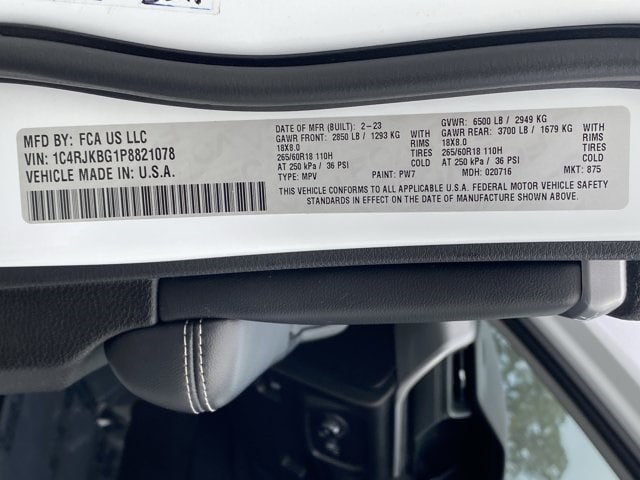 MFD BY: FCA US LLC
VIN: 1C4RJKBG1P8821078
VEHICLE MADE IN: U.S.A.
DATE OF MFR (BUILT): 2-23 GVWR: 6500 LB / 2949 KG
GAWR FRONT: 2850 LB / 1293 KG WITH GAWR REAR: 3700 LB / 1679 KG WITH
18X8.0 RIMS 18X8.0 RIMS
265/60R18 110H TIRES 265/60R18 110H TIRES
AT 250 kPa / 36 PSI COLD AT 250 kPa / 36 PSI COLD
TYPE: MPV PAINT: PW7 MDH: 020716 MKT: 875
THIS VEHICLE CONFORMS TO ALL APPLICABLE U.S.A. FEDERAL MOTOR VEHICLE SAFETY
STANDARDS IN EFFECT ON THE DATE OF MANUFACTURE SHOWN ABOVE.